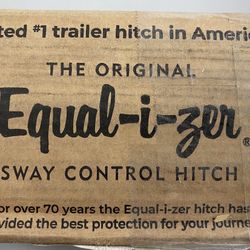 ted #1 trailer hitch in Americ
THE ORIGINAL
Equal-i-zer®
SWAY CONTROL HITCH
or over 70 years the Equal-i-zer hitch has
vided the best protection for your journe